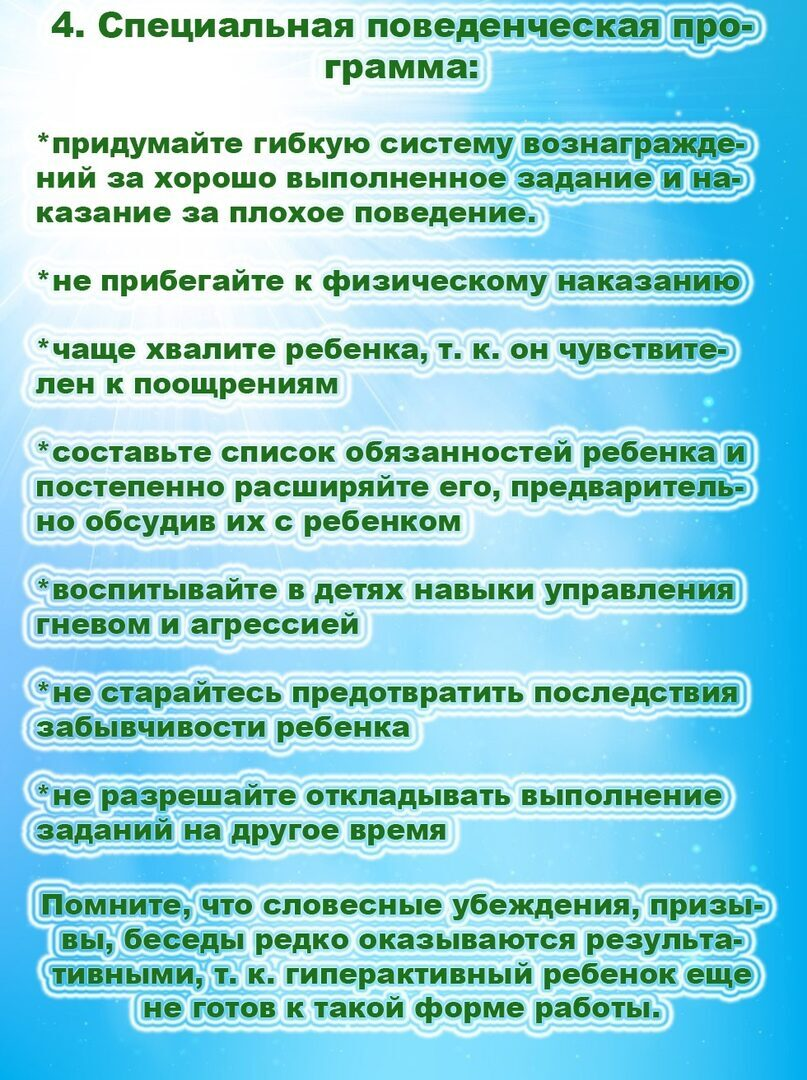 4. Специальная поведенческая про-
грамма:
*придумайте гибкую систему вознагражде-
ний за хорошо выполненное задание и на-
казание за плохое поведение.
*не прибегайте к физическому наказанию
*чаще хвалите ребенка, т. к. он чувствите-
лен к поощрениям
*составьте список обязанностей ребенка и
постепенно расширяйте его, предваритель-
но обсудив их с ребенком
*воспитывайте в детях навыки управления
гневом и агрессией
*не старайтесь предотвратить последствия
забывчивости ребенка
*не разрешайте откладывать выполнение
заданий на другое время
Помните, что словесные убеждения, призы-
вы, беседы редко оказываются результа-
тивными, т. к. гиперактивный ребенок еще
не готов к такой форме работы.